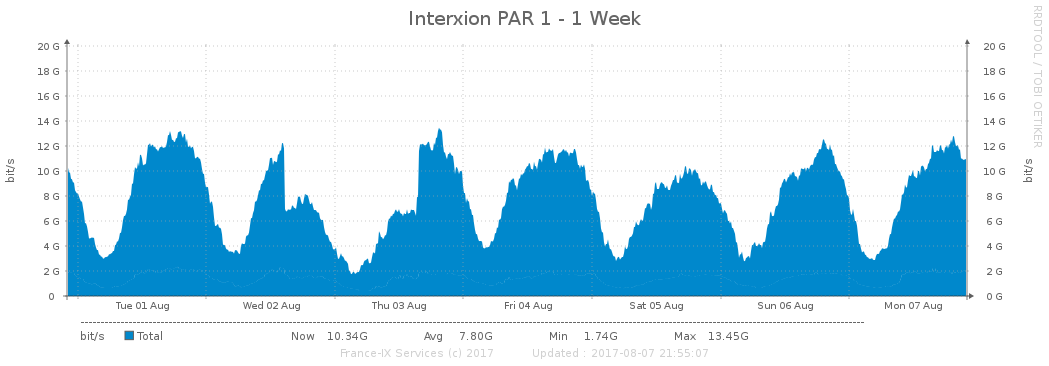 Interxion PAR 1 - 1 Week
RRDTOOL / TOBI OETIKER
bit/s
20 G
18 G
16 G
14 G
12 G
10 G
8 G
6 G
4 G
2 G
0
20 G
18 G
16 G
14 G
12 G
10 G
8 G
6 G
4 G
2 G
0 G
bit/s
Tue 01 Aug Wed 02 Aug Thu 03 Aug Fri 04 Aug Sat 05 Aug Sun 06 Aug Mon 07 Aug
bit/s Total Now 10.34G Avg 7.80G Min 1.74G Max 13.45G
France-IX Services (c) 2017 Updated : 2017-08-07 21:55:07